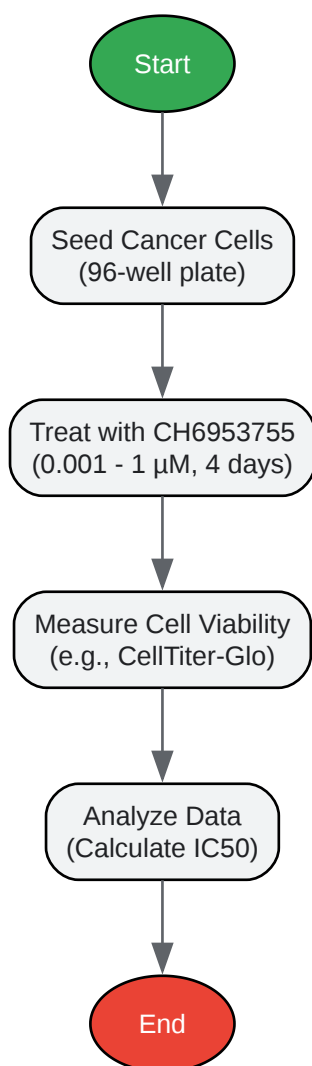 Start
Seed Cancer Cells
(96-well plate)
Treat with CH6953755
(0.001 - 1 µM, 4 days)
Measure Cell Viability
(e.g., CellTiter-Glo)
Analyze Data
(Calculate IC50)
End